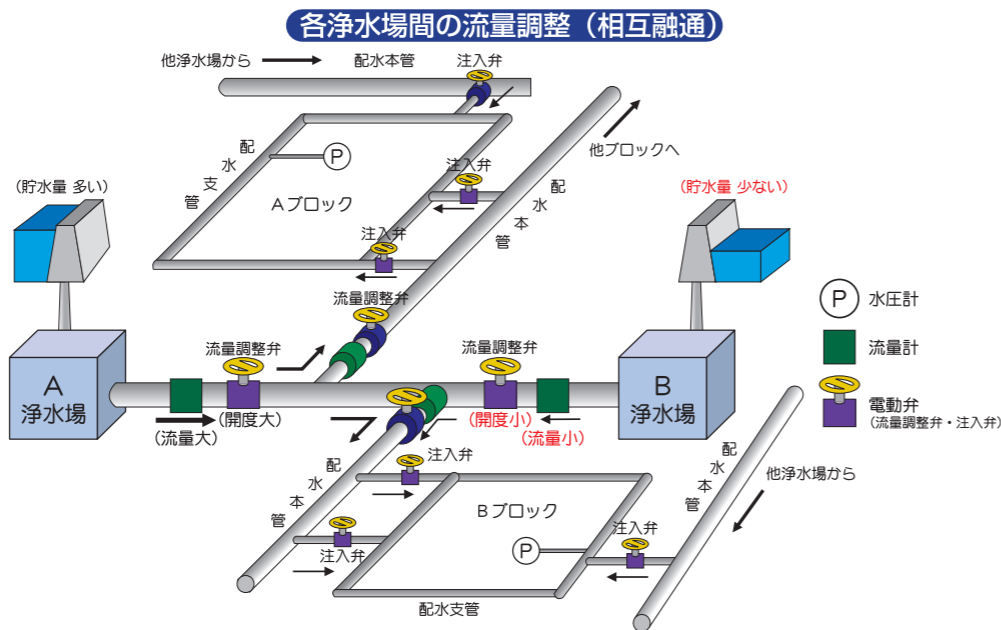 各浄水場間の流量調整（相互融通）
他浄水場から
配水本管
注入弁
配水支管
P
Aブロック
注入弁
注入弁
配水本管
他ブロックへ
(貯水量 多い)
(貯水量 少ない)
流量調整弁
A
浄水場
流量調整弁
(流量大)
(開度大)
流量調整弁
(開度小)
(流量小)
B
浄水場
P
水圧計
流量計
電動弁
(流量調整弁・注入弁)
配水本管
注入弁
注入弁
Bブロック
P
注入弁
配水支管
配水本管
他浄水場から